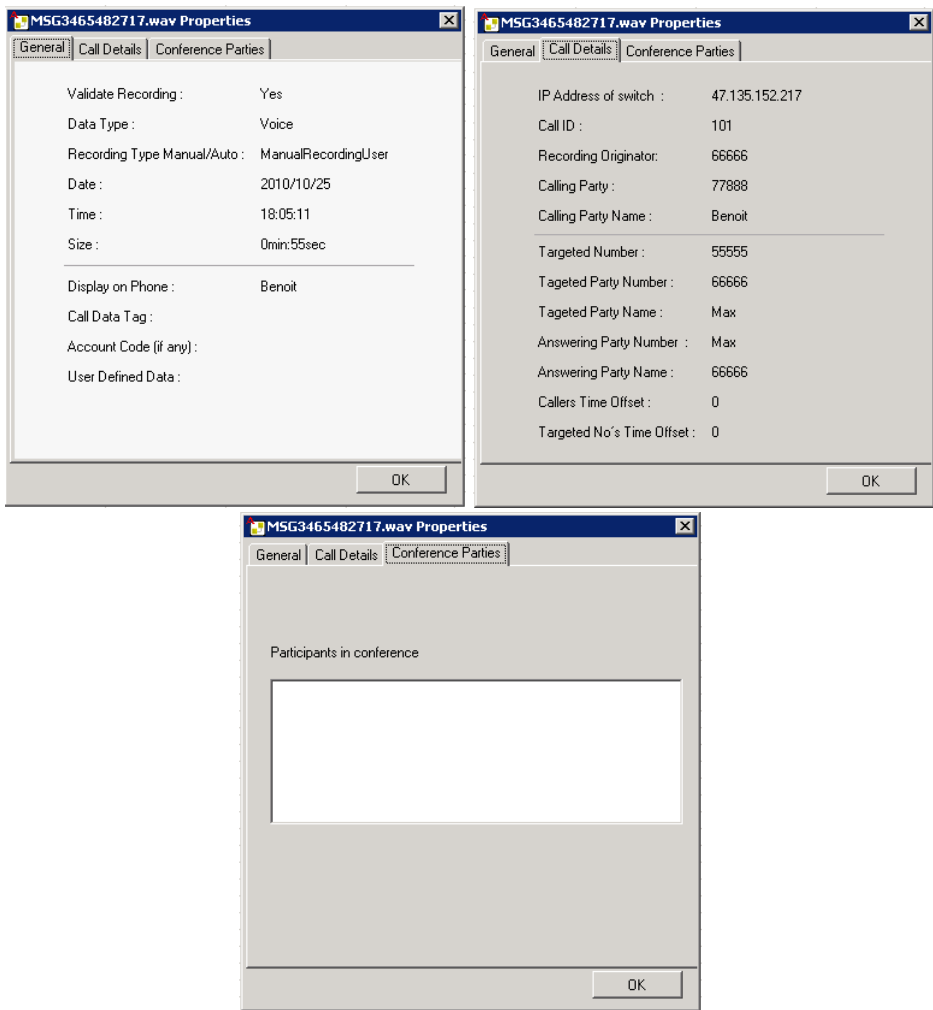 MSG3465482717.wav Properties
General Call Details Conference Parties
Validate Recording : Yes
Data Type : Voice
Recording Type Manual/Auto : ManualRecordingUser
Date : 2010/10/25
Time : 18:05:11
Size : 0min:55sec
Display on Phone : Benoit
Call Data Tag :
Account Code (if any) :
User Defined Data :
OK
MSG3465482717.wav Properties
General Call Details Conference Parties
IP Address of switch : 47.135.152.217
Call ID : 101
Recording Originator: 66666
Calling Party : 77888
Calling Party Name : Benoit
Targeted Number : 55555
Tageted Party Number : 66666
Tageted Party Name : Max
Answering Party Number : Max
Answering Party Name : 66666
Callers Time Offset : 0
Targeted No's Time Offset : 0
OK
MSG3465482717.wav Properties
General Call Details Conference Parties
Participants in conference
OK